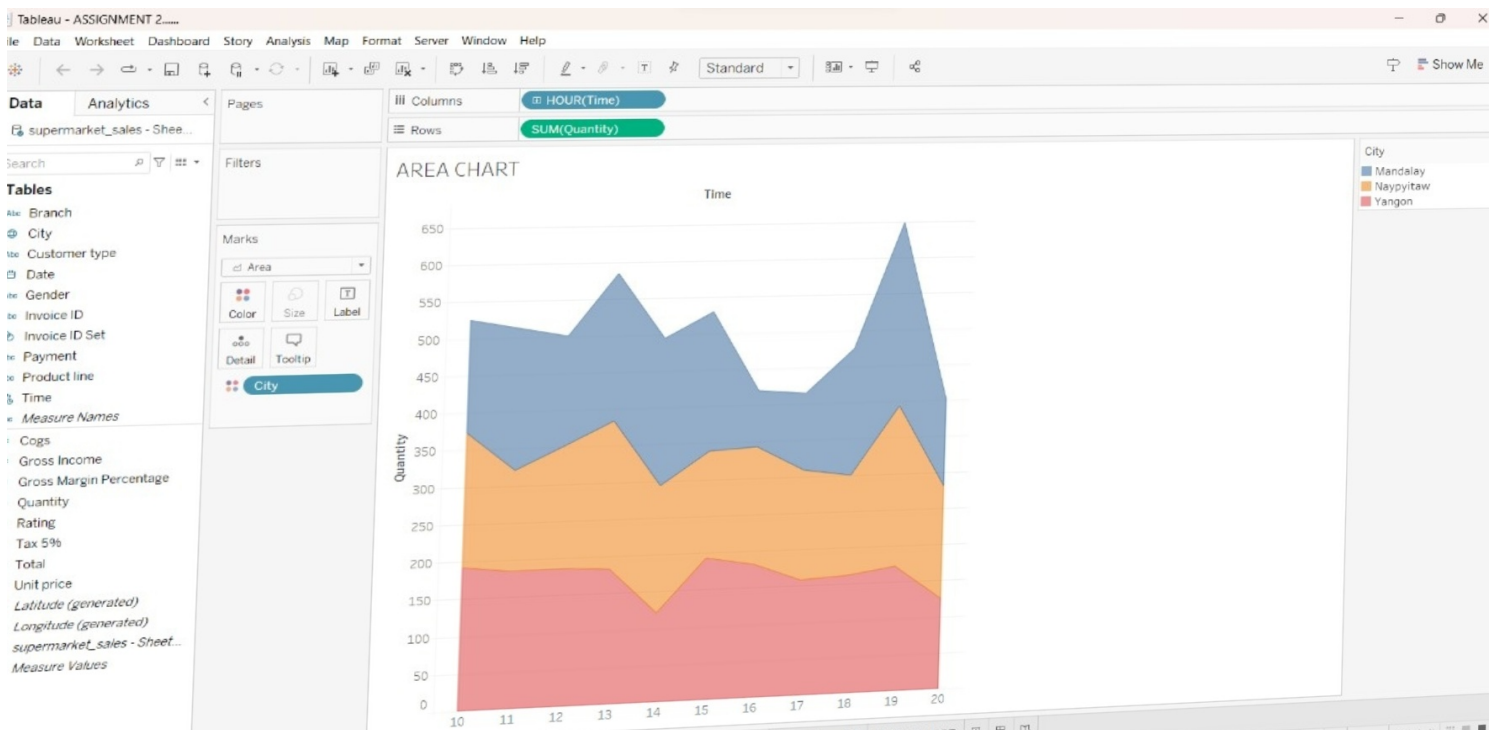 Tableau - ASSIGNMENT 2......
ile Data Worksheet Dashboard Story Analysis Map Format Server Window Help
Standard
Show Me
Data Analytics
supermarket_sales - Shee...
Search
Tables
Abc Branch
City
Abc Customer type
Date
Abc Gender
Invoice ID
Invoice ID Set
Payment
Product line
Time
Measure Names
Cogs
Gross Income
Gross Margin Percentage
Quantity
Rating
Tax 5%
Total
Unit price
Latitude (generated)
Longitude (generated)
supermarket_sales - Sheet...
Measure Values
Pages
Filters
Marks
Area
Color Size Label
Detail Tooltip
City
Columns HOUR(Time)
Rows SUM(Quantity)
AREA CHART
Time
Quantity
650
600
550
500
450
400
350
300
250
200
150
100
50
0
10 11 12 13 14 15 16 17 18 19 20
City
Mandalay
Naypyitaw
Yangon